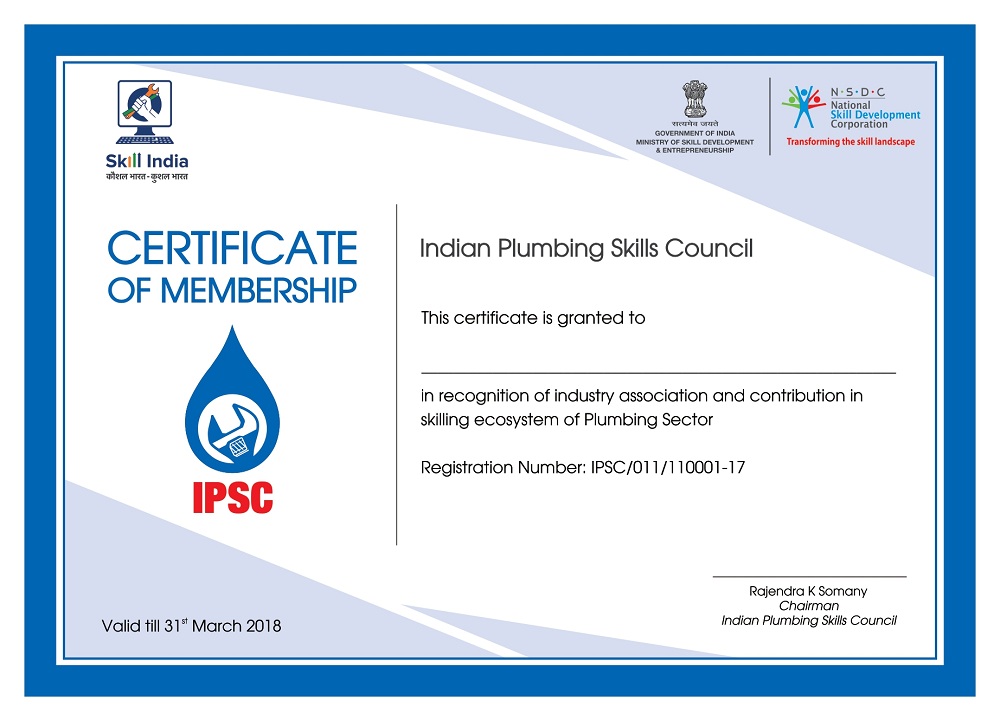 Skill India
कौशल भारत - कुशल भारत
सत्यमेव जयते
GOVERNMENT OF INDIA
MINISTRY OF SKILL DEVELOPMENT
& ENTREPRENEURSHIP
N·S·D·C
National
Skill Development
Corporation
Transforming the skill landscape
CERTIFICATE
OF MEMBERSHIP
IPSC
Indian Plumbing Skills Council
This certificate is granted to
in recognition of industry association and contribution in
skilling ecosystem of Plumbing Sector
Registration Number: IPSC/011/110001-17
Valid till 31st March 2018
Rajendra K Somany
Chairman
Indian Plumbing Skills Council